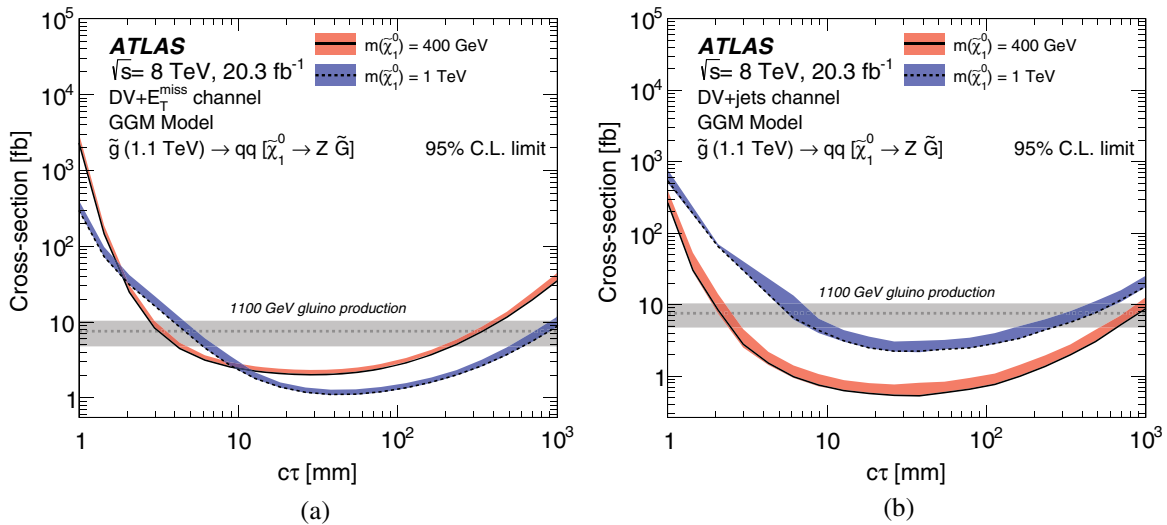 ATLAS
√s= 8 TeV, 20.3 fb⁻¹
DV+E_T^miss channel
GGM Model
g̃ (1.1 TeV) → qq [χ̃₁⁰ → Z G̃]
95% C.L. limit
m(χ̃₁⁰) = 400 GeV
m(χ̃₁⁰) = 1 TeV
1100 GeV gluino production
Cross-section [fb]
10⁵
10⁴
10³
10²
10
1
1
10
10²
10³
cτ [mm]
(a)
ATLAS
√s= 8 TeV, 20.3 fb⁻¹
DV+jets channel
GGM Model
g̃ (1.1 TeV) → qq [χ̃₁⁰ → Z G̃]
95% C.L. limit
m(χ̃₁⁰) = 400 GeV
m(χ̃₁⁰) = 1 TeV
1100 GeV gluino production
Cross-section [fb]
10⁵
10⁴
10³
10²
10
1
1
10
10²
10³
cτ [mm]
(b)